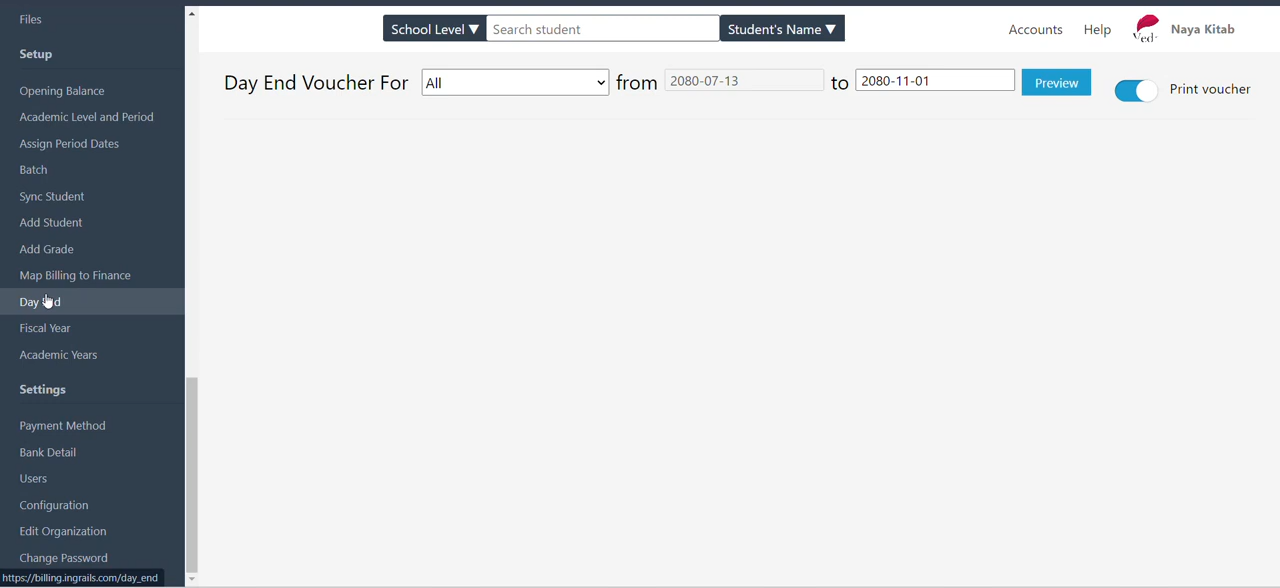 Files
Setup
Opening Balance
Academic Level and Period
Assign Period Dates
Batch
Sync Student
Add Student
Add Grade
Map Billing to Finance
Day End
Fiscal Year
Academic Years
Settings
Payment Method
Bank Detail
Users
Configuration
Edit Organization
Change Password
https://billing.ingrails.com/day_end
School Level ▼ Search student Student's Name ▼ Accounts Help Naya Kitab
Day End Voucher For All from 2080-07-13 to 2080-11-01 Preview Print voucher